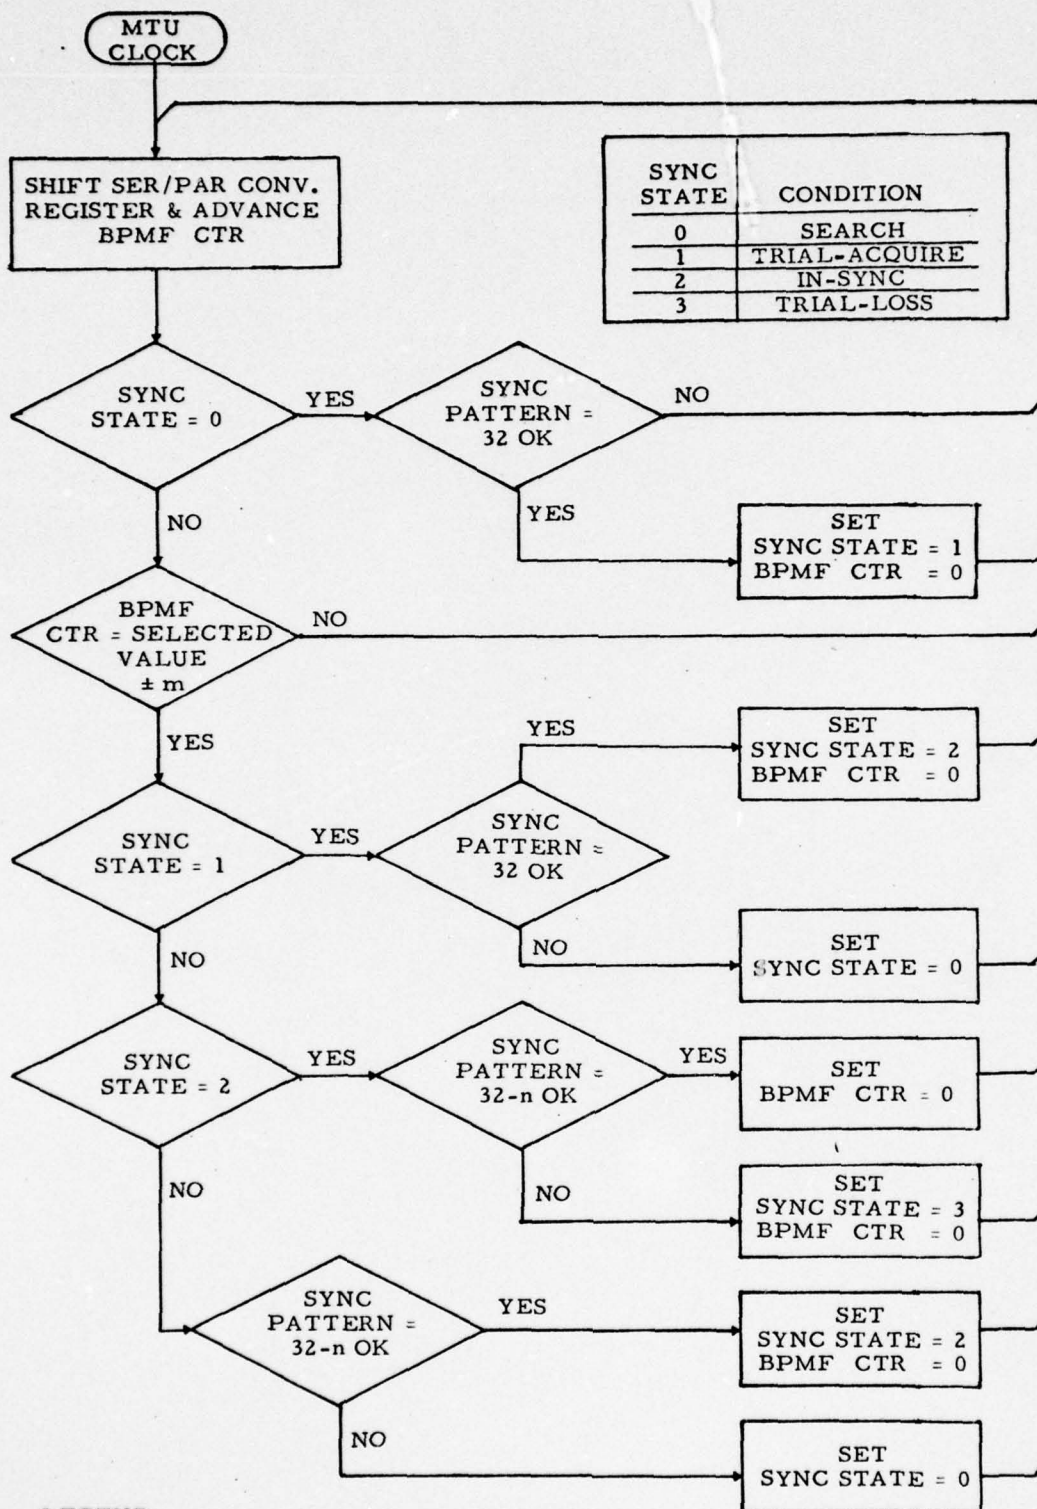 MTU
CLOCK
SHIFT SER/PAR CONV.
REGISTER & ADVANCE
BPMF CTR
SYNC
STATE CONDITION
0 SEARCH
1 TRIAL-ACQUIRE
2 IN-SYNC
3 TRIAL-LOSS
SYNC
STATE = 0
YES
SYNC
PATTERN =
32 OK
NO
NO
YES
SET
SYNC STATE = 1
BPMF CTR = 0
BPMF
CTR = SELECTED
VALUE
± m
NO
YES
YES
SET
SYNC STATE = 2
BPMF CTR = 0
SYNC
STATE = 1
YES
SYNC
PATTERN =
32 OK
NO
NO
SET
SYNC STATE = 0
SYNC
STATE = 2
YES
SYNC
PATTERN =
32-n OK
YES
SET
BPMF CTR = 0
NO
NO
SET
SYNC STATE = 3
BPMF CTR = 0
SYNC
PATTERN =
32-n OK
YES
SET
SYNC STATE = 2
BPMF CTR = 0
NO
SET
SYNC STATE = 0